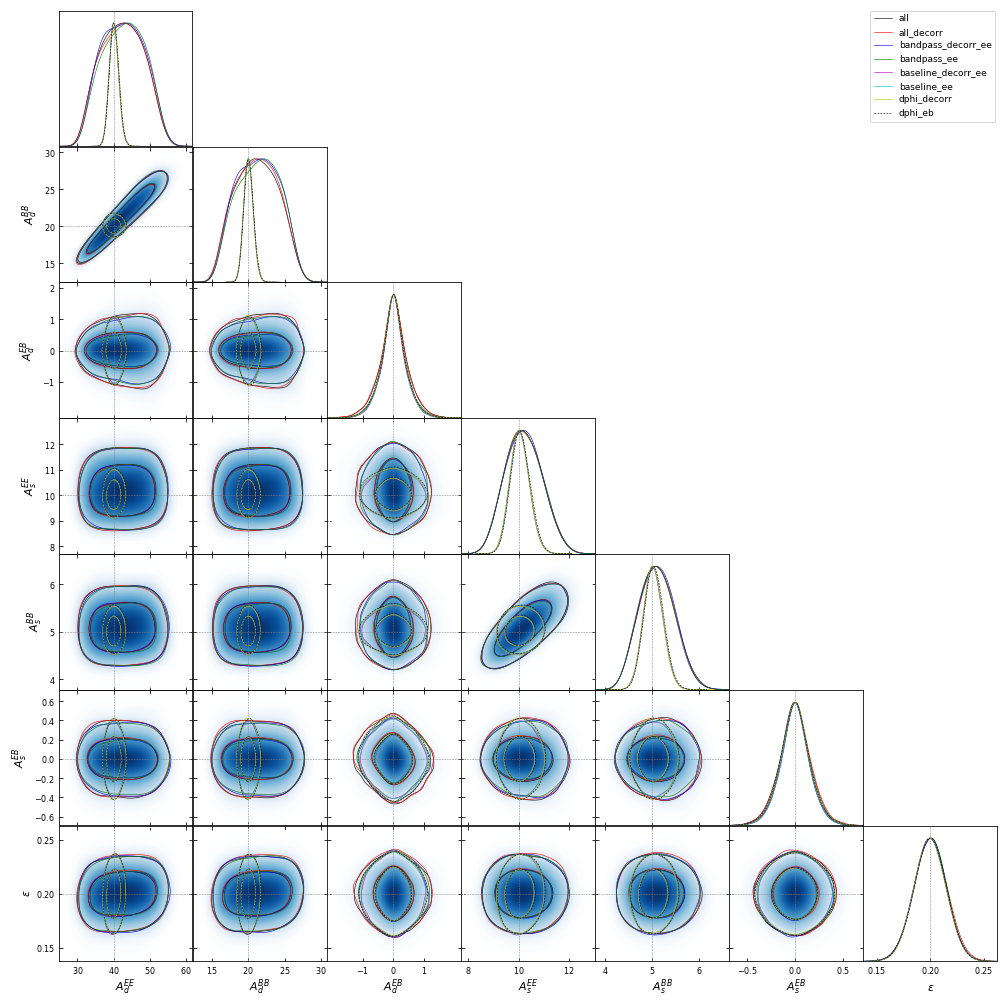 all
all_decorr
bandpass_decorr_ee
bandpass_ee
baseline_decorr_ee
baseline_ee
dphi_decorr
dphi_eb
30
25
20
15
A_d^{BB}
2
1
0
−1
A_d^{EB}
12
11
10
9
8
A_s^{EE}
6
5
4
A_s^{BB}
0.6
0.4
0.2
0.0
−0.2
−0.4
−0.6
A_s^{EB}
0.25
0.20
0.15
ε
30 40 50 60 15 20 25 30 −1 0 1 8 10 12 4 5 6 −0.5 0.0 0.5 0.15 0.20 0.25
A_d^{EE} A_d^{BB} A_d^{EB} A_s^{EE} A_s^{BB} A_s^{EB} ε